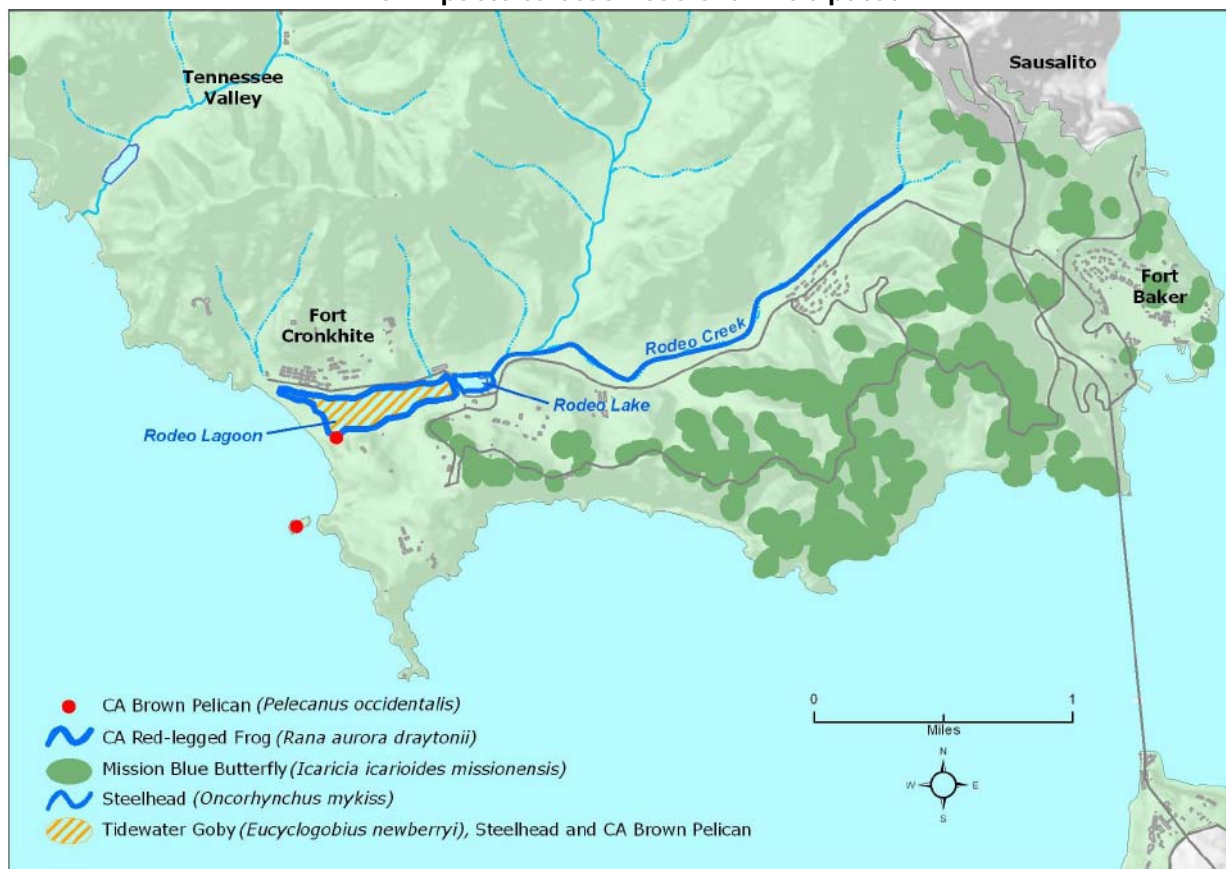 Sausalito
Tennessee
Valley
Fort
Baker
Fort
Cronkhite
Rodeo Creek
Rodeo Lake
Rodeo Lagoon
CA Brown Pelican (Pelecanus occidentalis)
CA Red-legged Frog (Rana aurora draytonii)
Mission Blue Butterfly (Icaricia icarioides missionensis)
Steelhead (Oncorhynchus mykiss)
Tidewater Goby (Eucyclogobius newberryi), Steelhead and CA Brown Pelican
0 1
Miles
N
W E
S